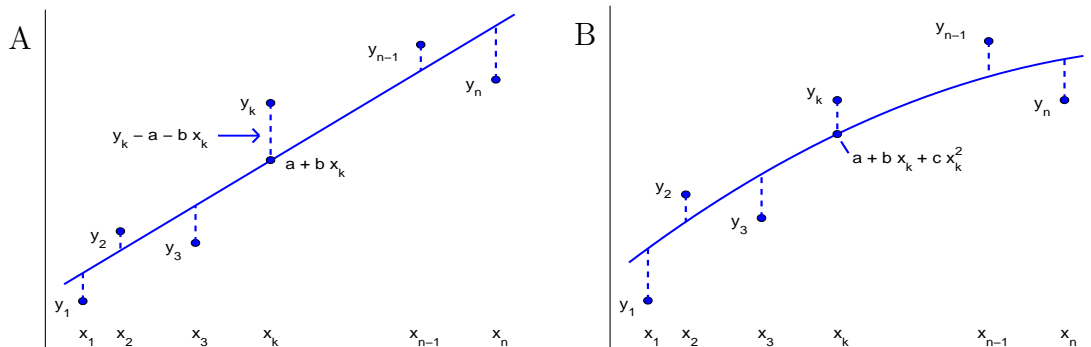 A
y_{n−1}
y_n
y_k
y_k − a − b x_k
a + b x_k
y_2
y_3
y_1
x_1 x_2 x_3 x_k x_{n−1} x_n
B
y_{n−1}
y_k
y_n
a + b x_k + c x_k^2
y_2
y_3
y_1
x_1 x_2 x_3 x_k x_{n−1} x_n